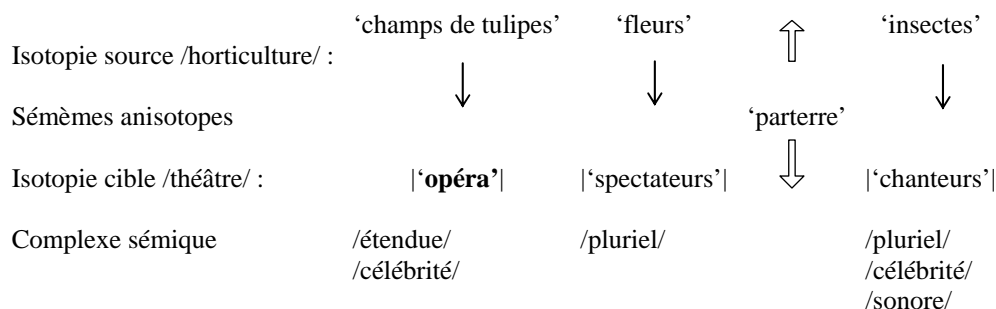 ‘champs de tulipes’ ‘fleurs’ ‘insectes’
Isotopie source /horticulture/ :
Sémèmes anisotopes ‘parterre’
Isotopie cible /théâtre/ : |‘opéra’| |‘spectateurs’| |‘chanteurs’|
Complexe sémique /étendue/ /pluriel/ /pluriel/
/célébrité/ /célébrité/
/sonore/